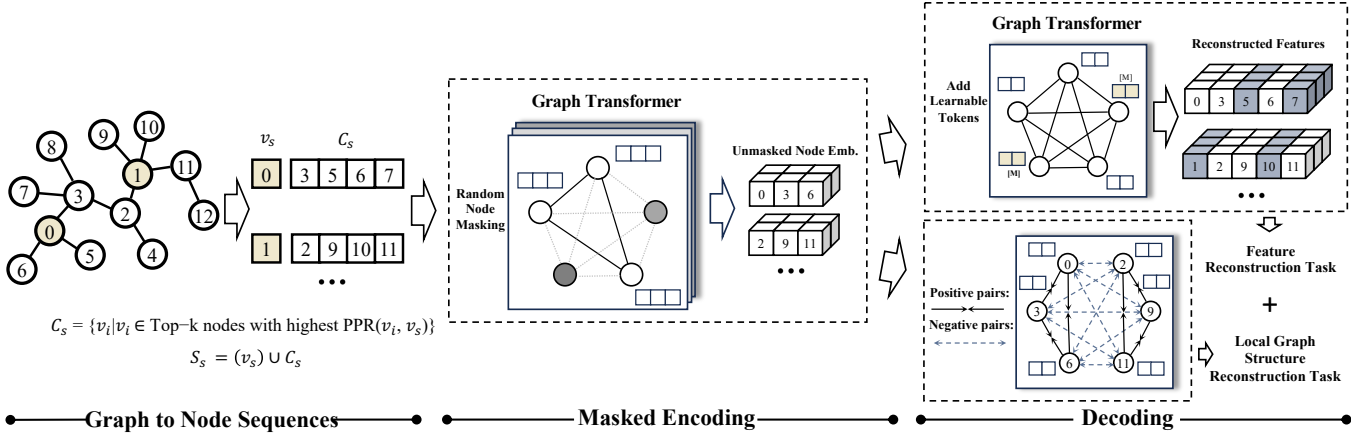 8
9
10
1
11
7
3
2
12
0
6
5
4
v_s
C_s
0
3 5 6 7
1
2 9 10 11
•••
C_s = {v_i|v_i ∈ Top−k nodes with highest PPR(v_i, v_s)}
S_s = (v_s) ∪ C_s
Graph to Node Sequences
Graph Transformer
Random
Node
Masking
Unmasked Node Emb.
0 3 6
2 9 11
•••
Masked Encoding
Graph Transformer
Add
Learnable
Tokens
[M]
[M]
Reconstructed Features
0 3 5 6 7
1 2 9 10 11
•••
Feature
Reconstruction Task
+
Local Graph
Structure
Reconstruction Task
Positive pairs:
Negative pairs:
0
2
3
9
6
11
Decoding